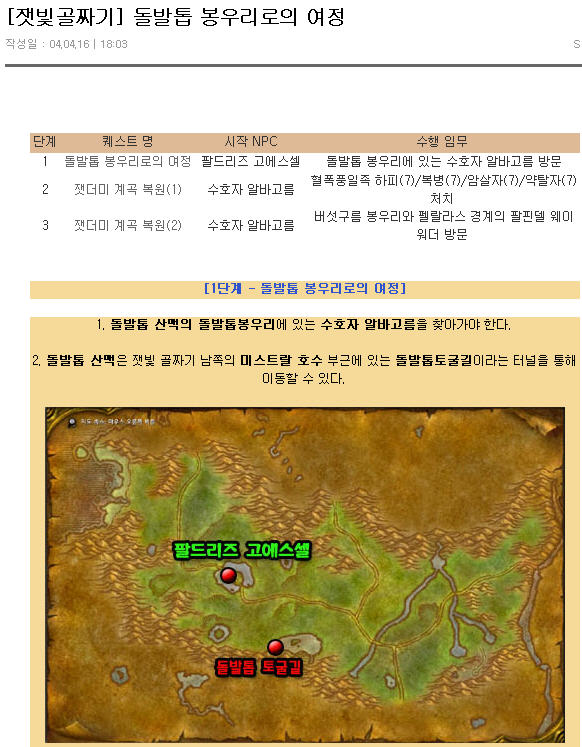 [잿빛골짜기] 돌발톱 봉우리로의 여정
작성일 : 04.04.16 | 18:03
S
단계 퀘스트 명 시작 NPC 수행 임무
1 돌발톱 봉우리로의 여정 팔드리즈 고에스셀 돌발톱 봉우리에 있는 수호자 알바고름 방문
2 잿더미 계곡 복원(1) 수호자 알바고름 혈폭풍일족 하피(7)/복병(7)/암살자(7)/약탈자(7)
처치
3 잿더미 계곡 복원(2) 수호자 알바고름 버섯구름 봉우리와 펠랄라스 경계의 팔핀델 웨이
워더 방문
[1단계 - 돌발톱 봉우리로의 여정]
1. 돌발톱 산맥의 돌발톱봉우리에 있는 수호자 알바고름을 찾아가야 한다.
2. 돌발톱 산맥은 잿빛 골짜기 남쪽의 미스트랄 호수 부근에 있는 돌발톱토굴길이라는 터널을 통해
이동할 수 있다.
팔드리즈 고에스셀
돌발톱 토굴길